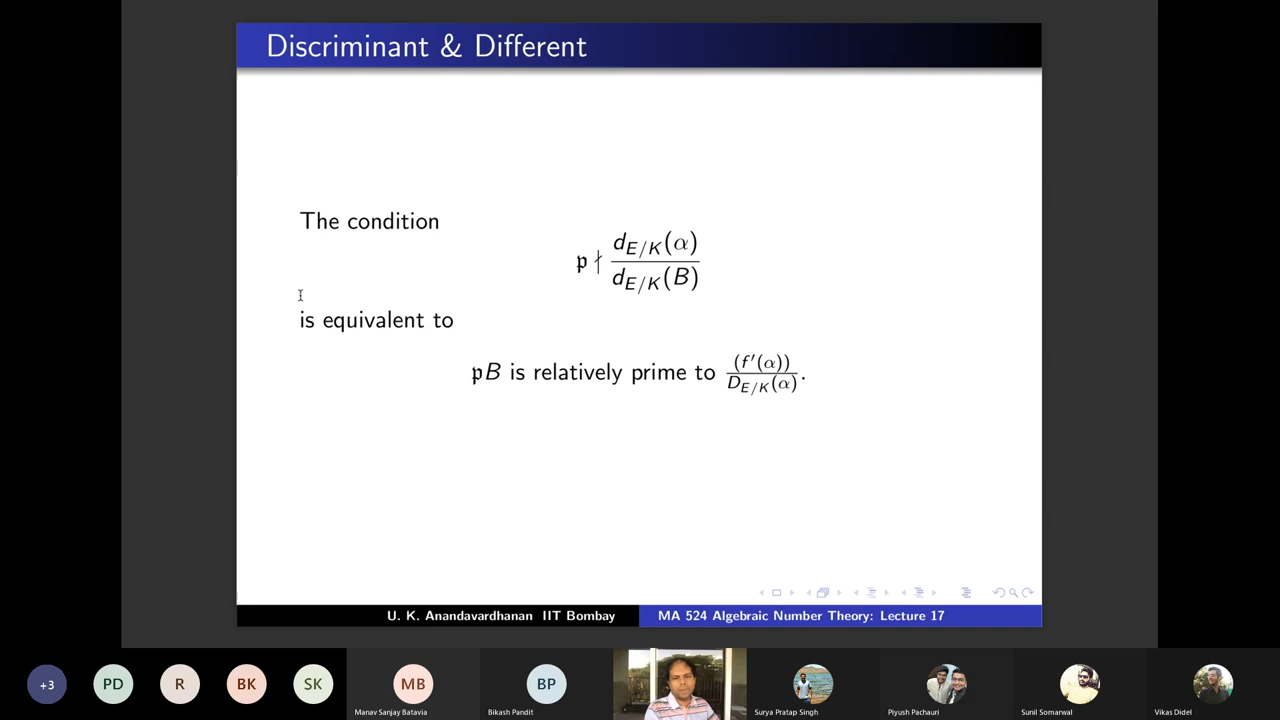 Discriminant & Different
The condition
𝔭 ∤ d_{E/K}(α) / d_{E/K}(B)
is equivalent to
𝔭B is relatively prime to (f′(α)) / D_{E/K}(α).
U. K. Anandavardhanan IIT Bombay
MA 524 Algebraic Number Theory: Lecture 17
+3
PD
R
BK
SK
MB
BP
Manav Sanjay Batavia
Bikash Pandit
Surya Pratap Singh
Piyush Pachauri
Sunil Somarwal
Vikas Didel